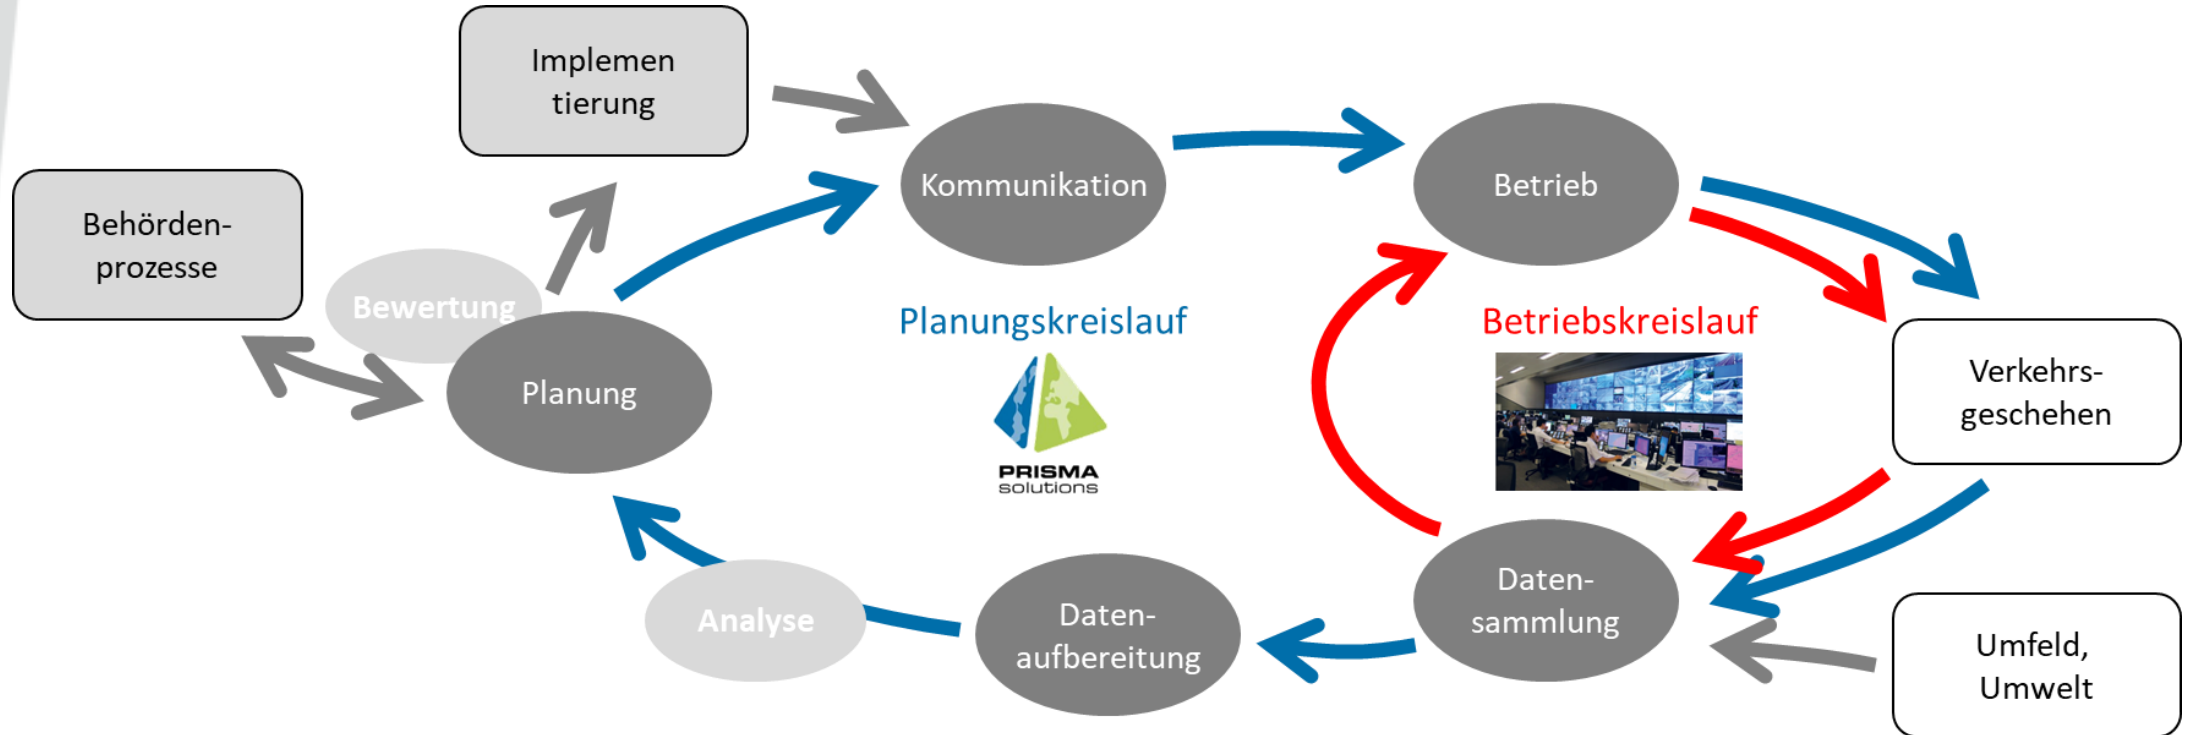 Implemen
tierung
Behörden-
prozesse
Kommunikation
Betrieb
Bewertung
Planung
Planungskreislauf
PRISMA
solutions
Betriebskreislauf
Verkehrs-
geschehen
Analyse
Daten-
aufbereitung
Daten-
sammlung
Umfeld,
Umwelt